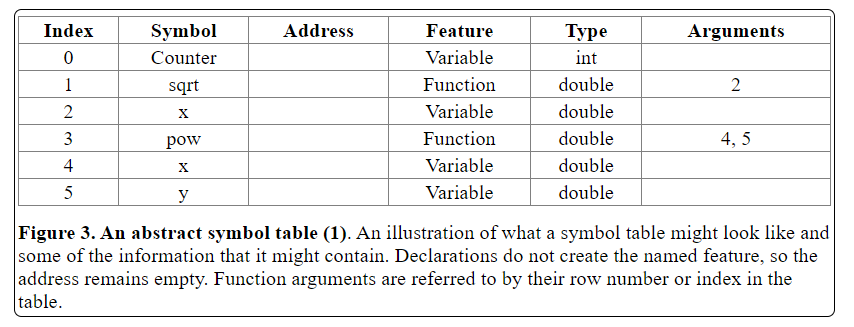 Index Symbol Address Feature Type Arguments
0 Counter Variable int
1 sqrt Function double 2
2 x Variable double
3 pow Function double 4, 5
4 x Variable double
5 y Variable double
Figure 3. An abstract symbol table (1). An illustration of what a symbol table might look like and
some of the information that it might contain. Declarations do not create the named feature, so the
address remains empty. Function arguments are referred to by their row number or index in the
table.